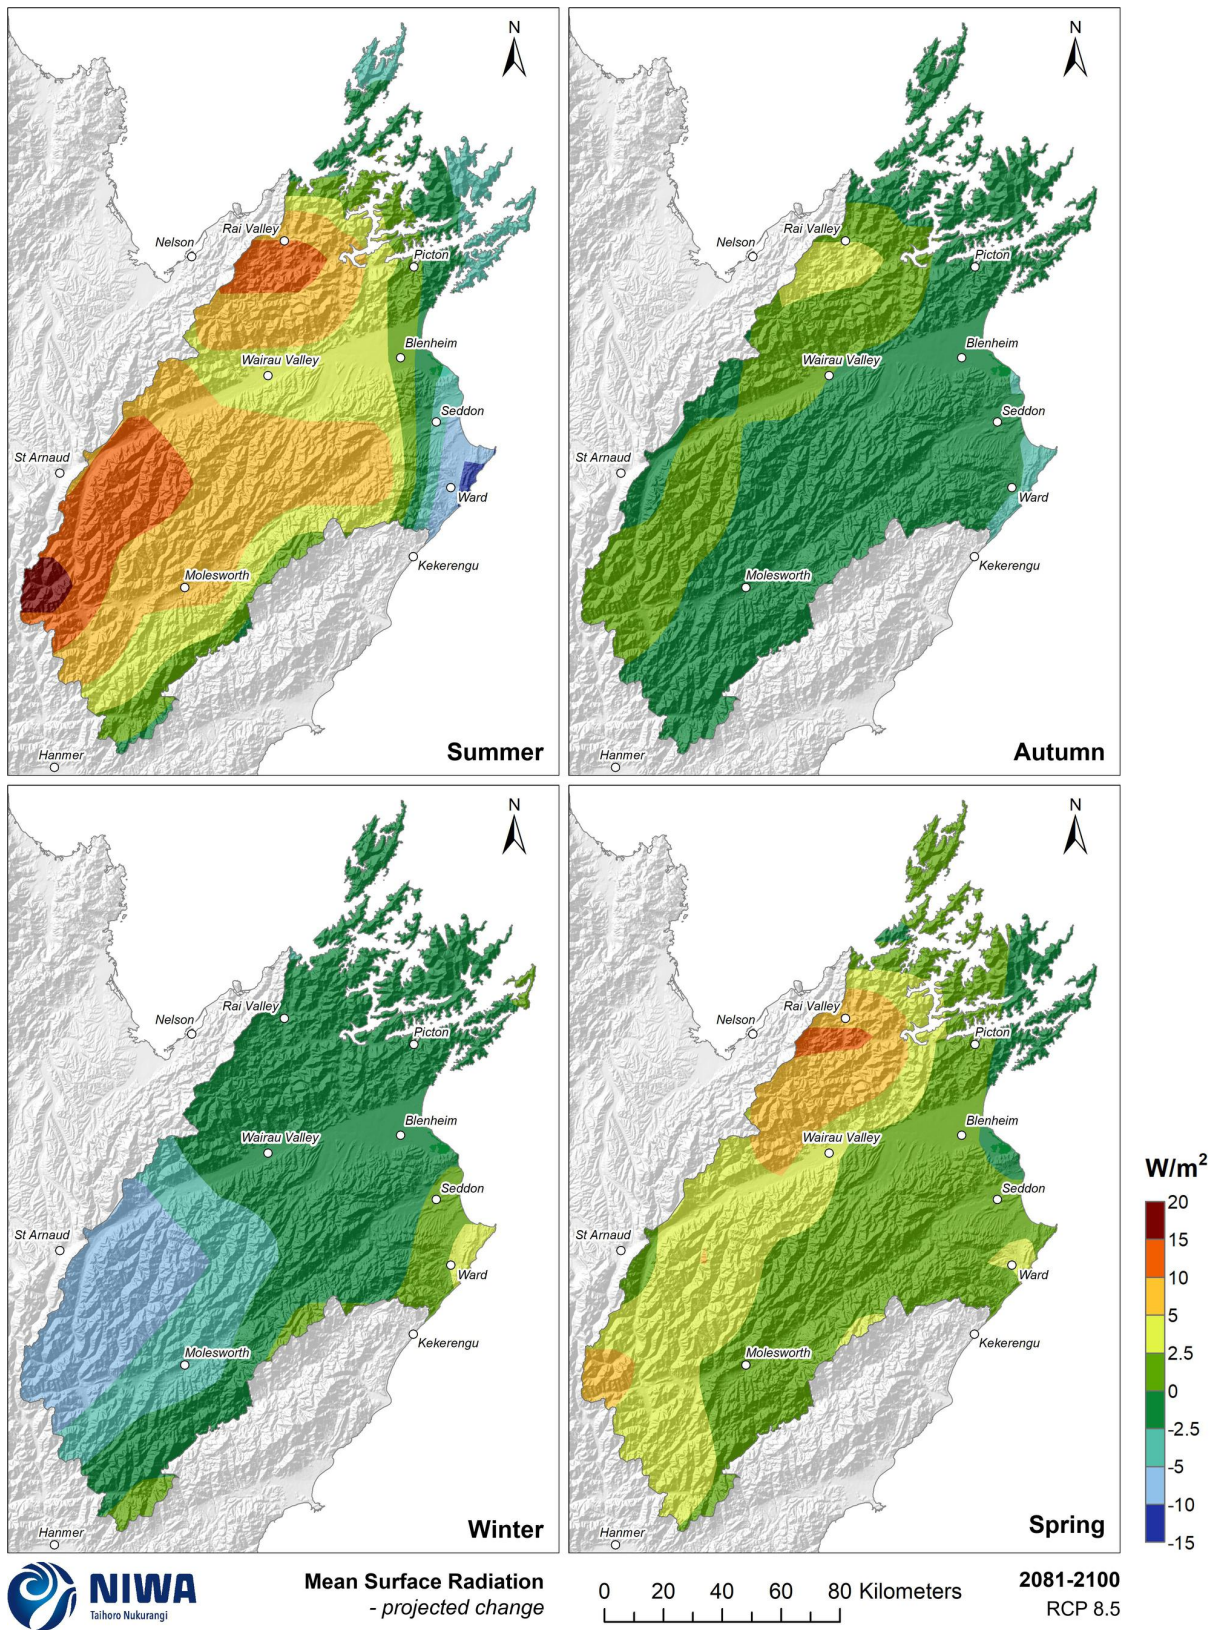 N
Rai Valley
Nelson
Picton
Wairau Valley
Blenheim
Seddon
St Arnaud
Ward
Kekerengu
Molesworth
Hanmer
Summer
N
Rai Valley
Nelson
Picton
Wairau Valley
Blenheim
Seddon
St Arnaud
Ward
Kekerengu
Molesworth
Hanmer
Autumn
N
Rai Valley
Nelson
Picton
Wairau Valley
Blenheim
Seddon
St Arnaud
Ward
Kekerengu
Molesworth
Hanmer
Winter
N
Rai Valley
Nelson
Picton
Wairau Valley
Blenheim
Seddon
St Arnaud
Ward
Kekerengu
Molesworth
Hanmer
Spring
W/m²
20
15
10
5
2.5
0
-2.5
-5
-10
-15
NIWA
Taihoro Nukurangi
Mean Surface Radiation
- projected change
0 20 40 60 80 Kilometers
2081-2100
RCP 8.5